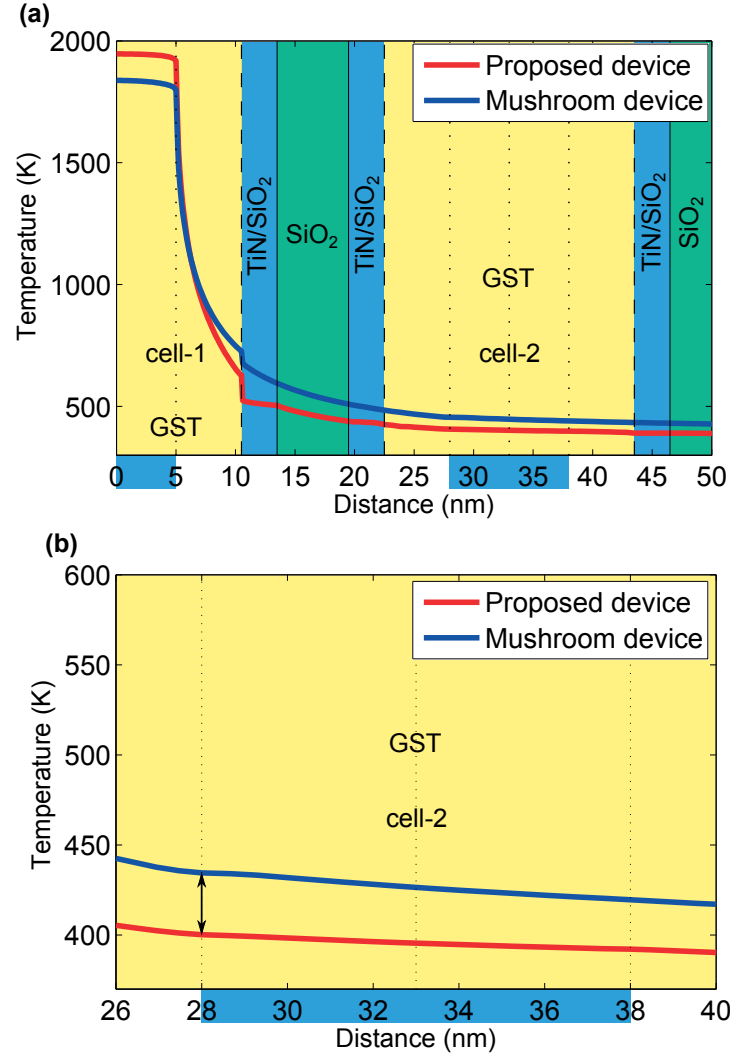 (a)
2000
1500
1000
500
Temperature (K)
Proposed device
Mushroom device
TiN/SiO₂
SiO₂
TiN/SiO₂
GST
TiN/SiO₂
SiO₂
cell-1
cell-2
GST
0 5 10 15 20 25 30 35 40 45 50
Distance (nm)
(b)
600
550
500
450
400
Temperature (K)
Proposed device
Mushroom device
GST
cell-2
26 28 30 32 34 36 38 40
Distance (nm)